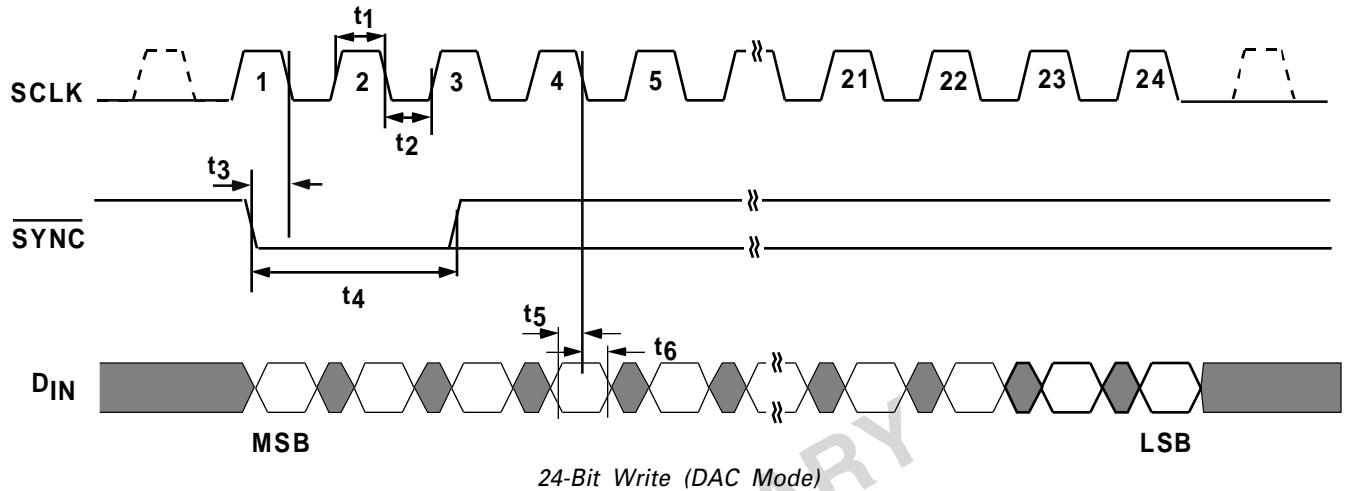 t1
SCLK 1 2 3 4 5 21 22 23 24
t2
t3
SYNC
t4
t5
t6
DIN
MSB LSB
ARY
24-Bit Write (DAC Mode)